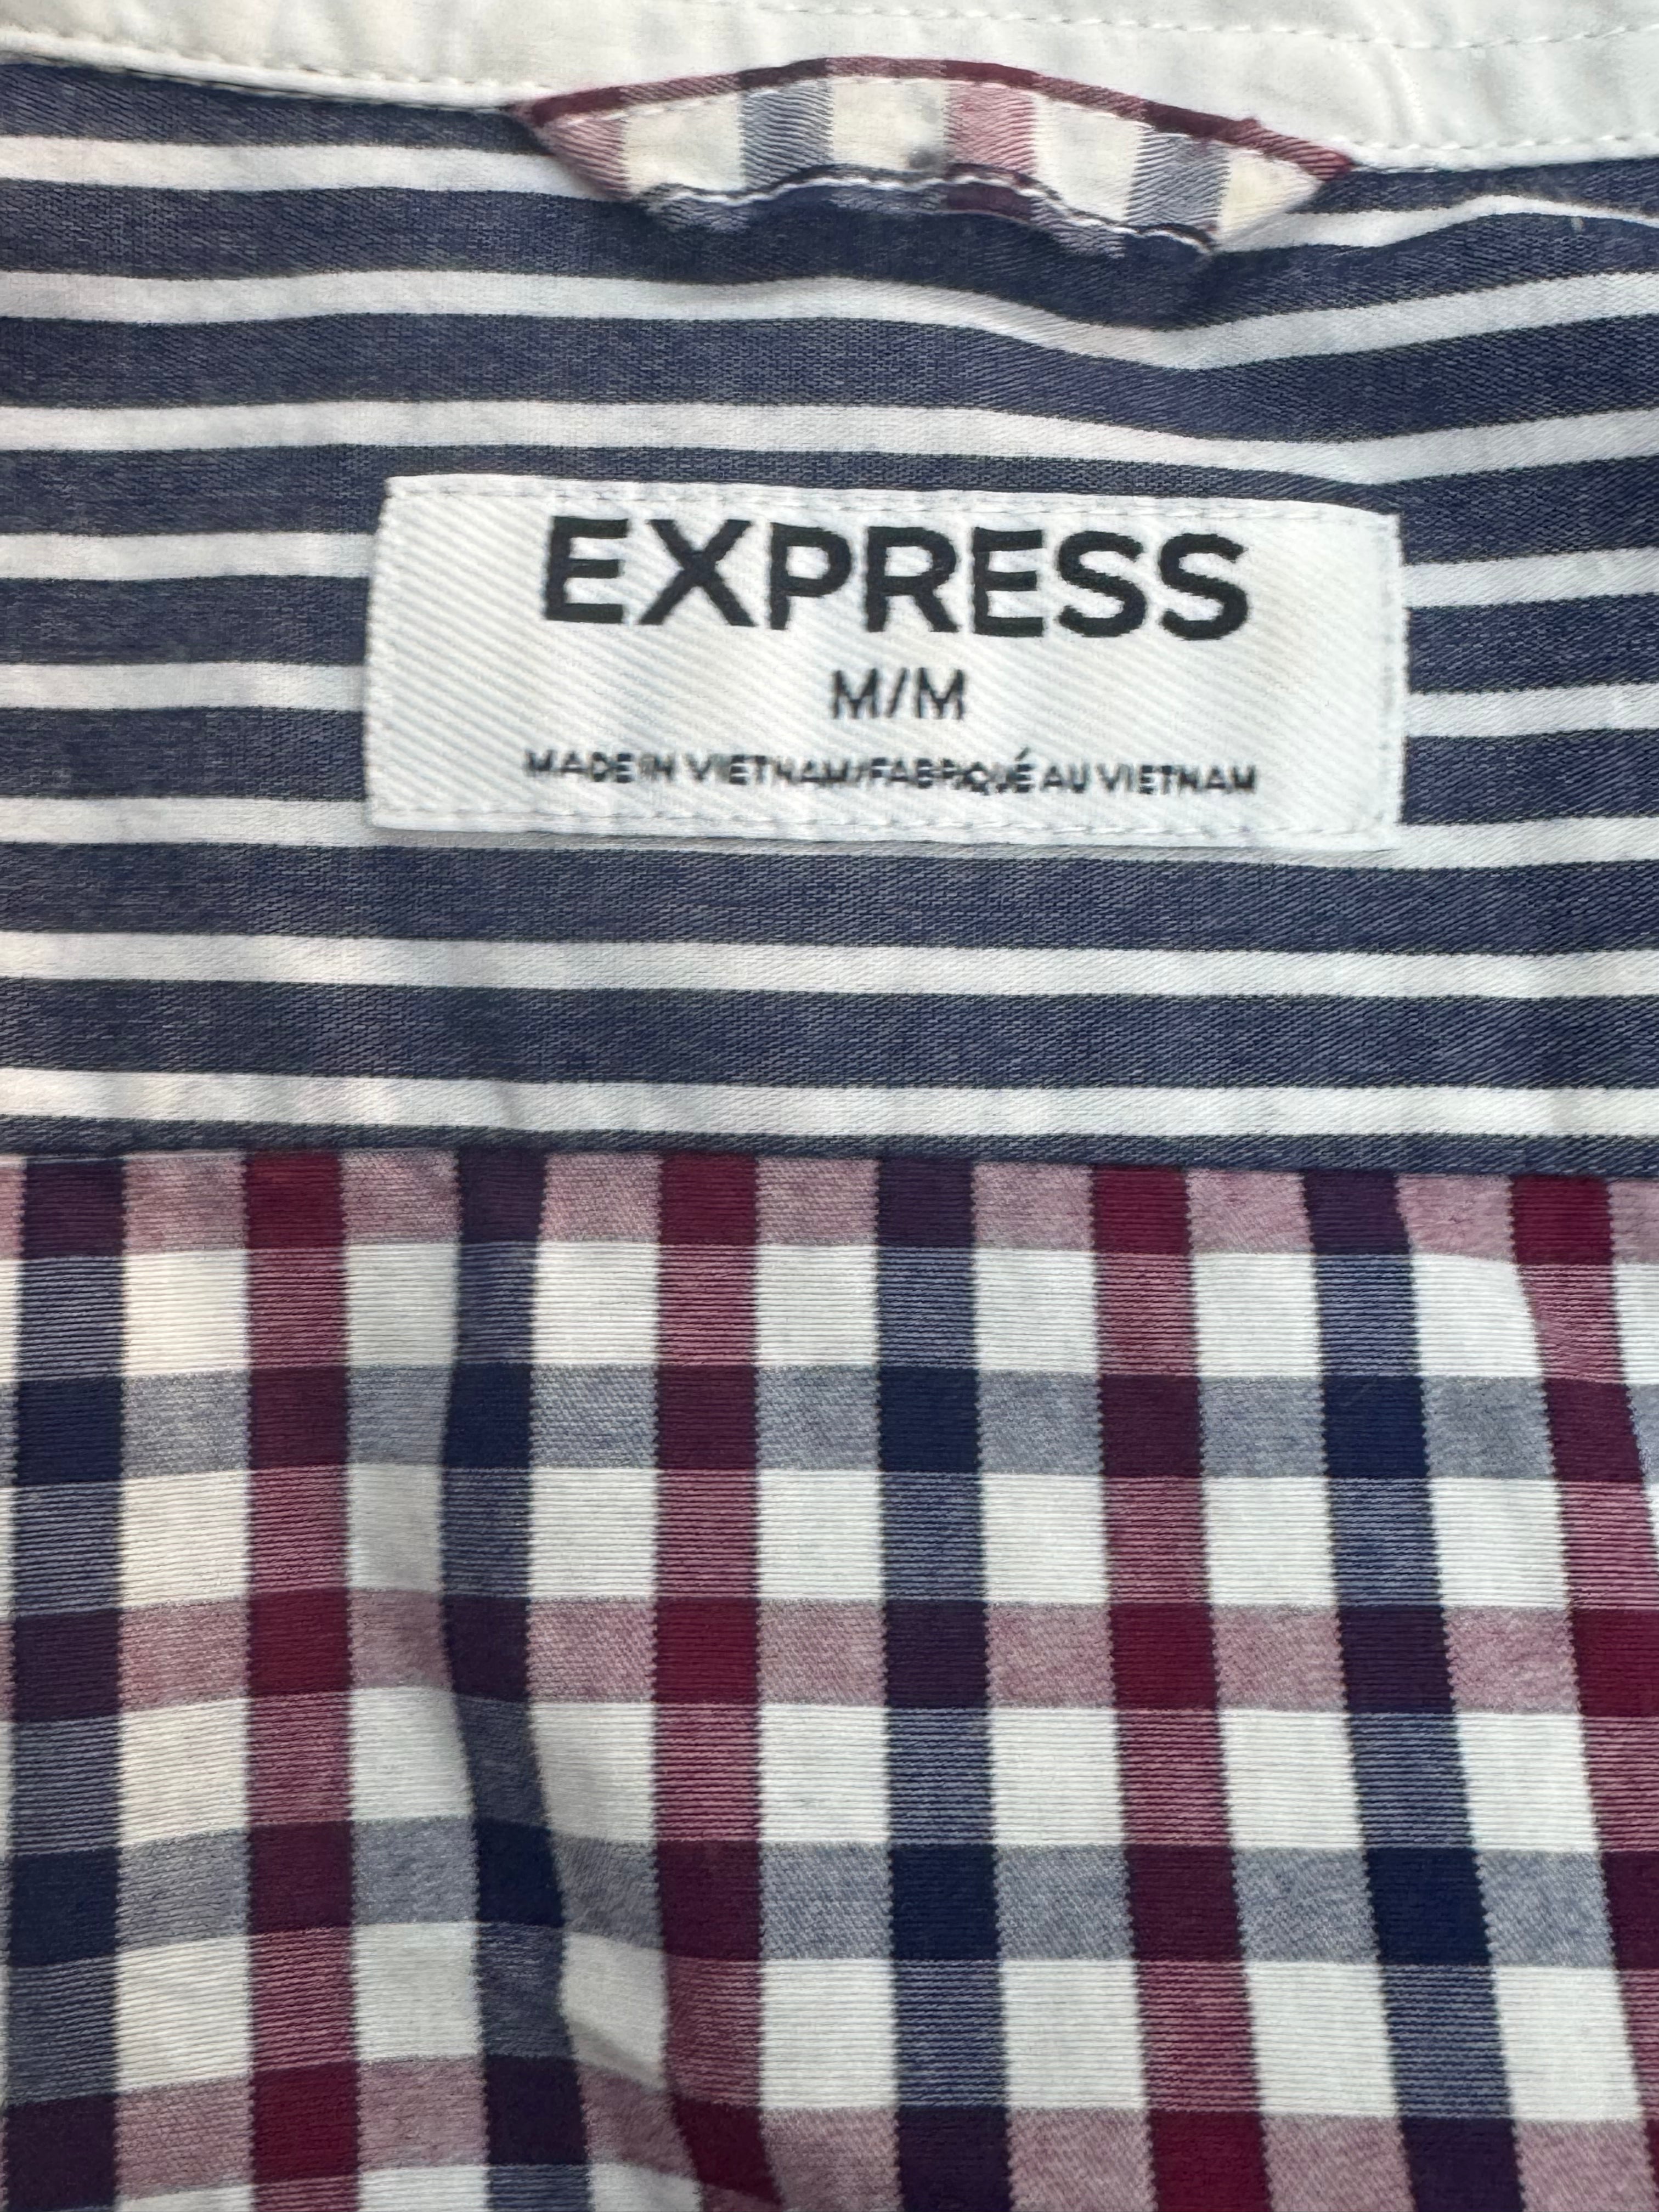 EXPRESS
M/M
MADE IN VIETNAM/FABRIQUÉ AU VIETNAM